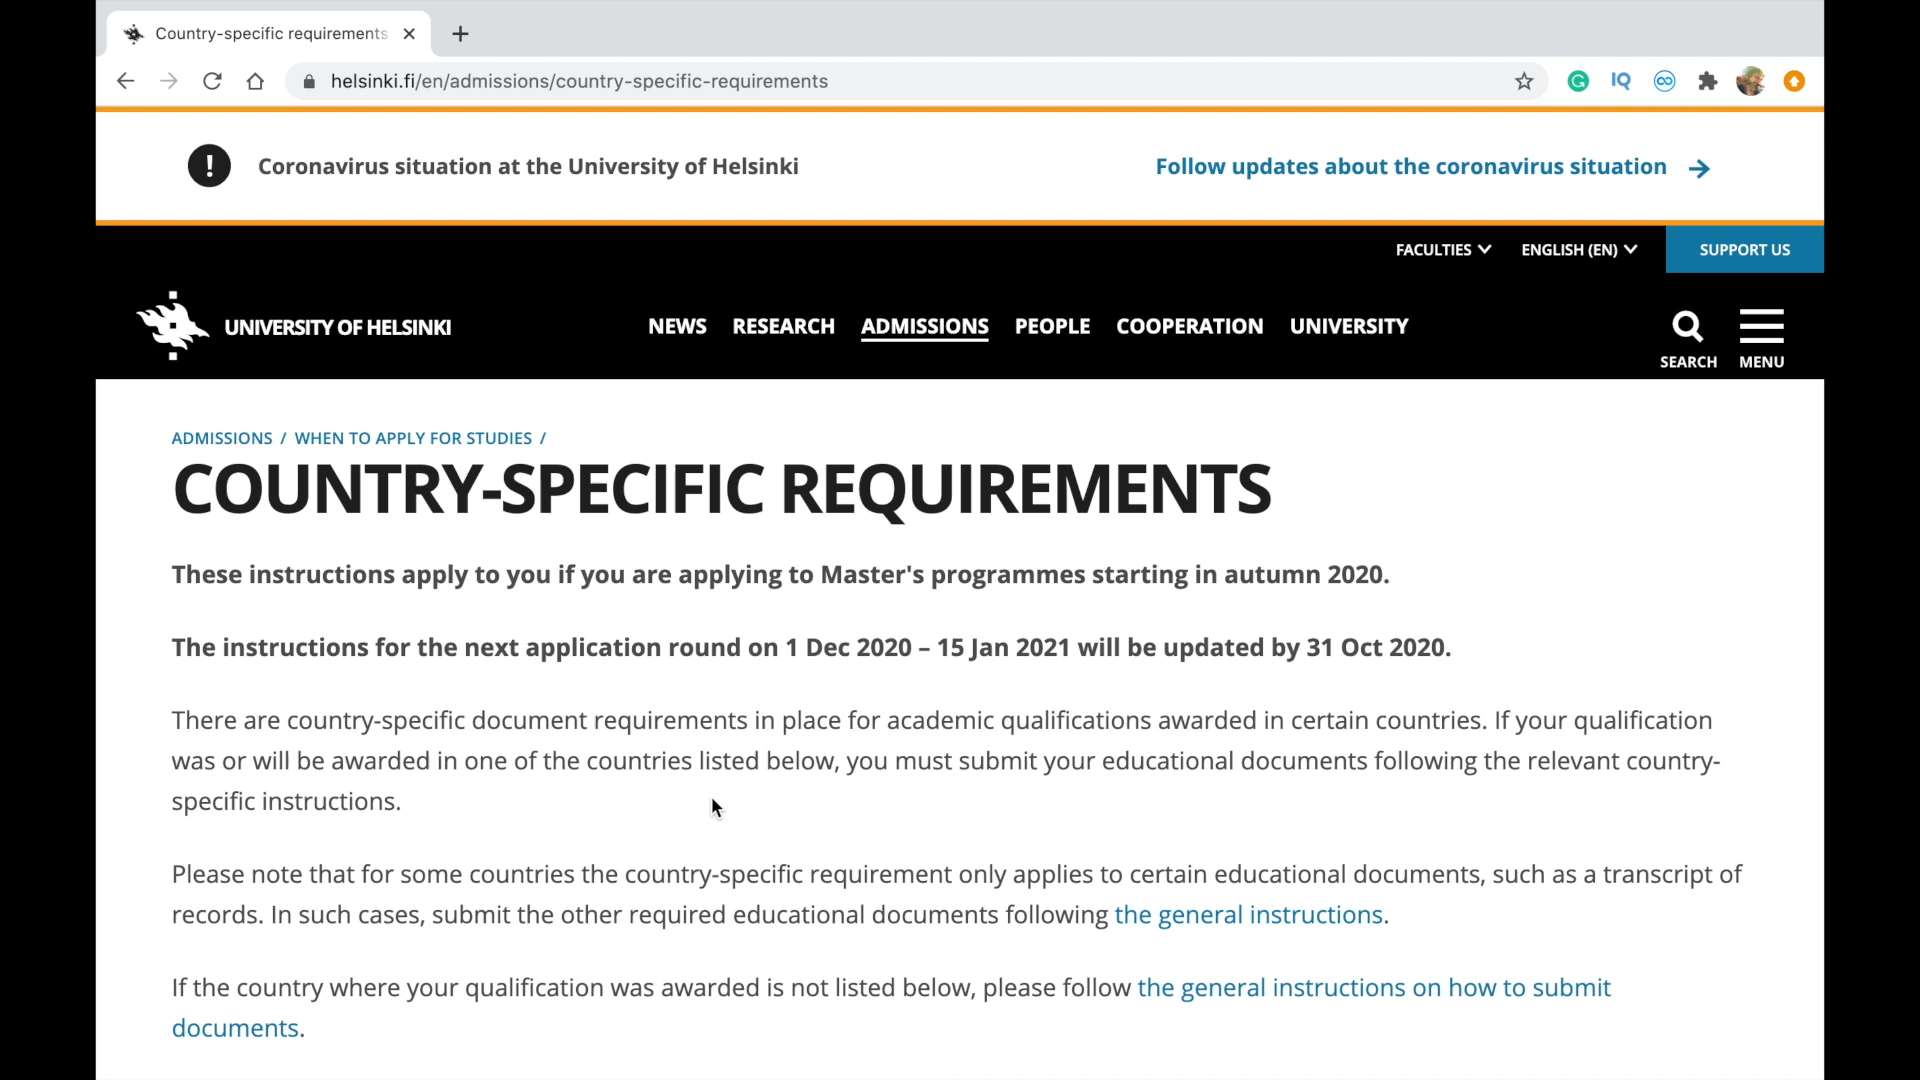 Country-specific requirements
helsinki.fi/en/admissions/country-specific-requirements
IQ
Coronavirus situation at the University of Helsinki
Follow updates about the coronavirus situation →
FACULTIES
ENGLISH (EN)
SUPPORT US
UNIVERSITY OF HELSINKI
NEWS RESEARCH ADMISSIONS PEOPLE COOPERATION UNIVERSITY
SEARCH
MENU
ADMISSIONS / WHEN TO APPLY FOR STUDIES /
COUNTRY-SPECIFIC REQUIREMENTS
These instructions apply to you if you are applying to Master's programmes starting in autumn 2020.
The instructions for the next application round on 1 Dec 2020 – 15 Jan 2021 will be updated by 31 Oct 2020.
There are country-specific document requirements in place for academic qualifications awarded in certain countries. If your qualification
was or will be awarded in one of the countries listed below, you must submit your educational documents following the relevant country-
specific instructions.
Please note that for some countries the country-specific requirement only applies to certain educational documents, such as a transcript of
records. In such cases, submit the other required educational documents following the general instructions.
If the country where your qualification was awarded is not listed below, please follow the general instructions on how to submit
documents.